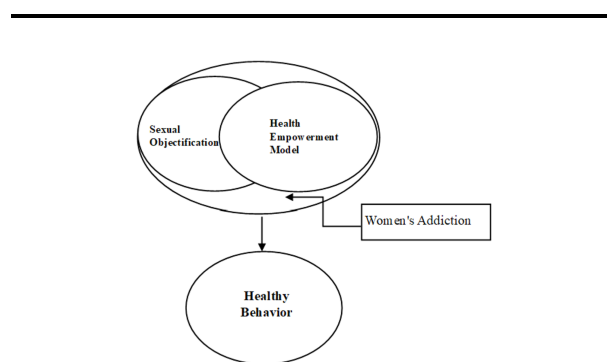 Sexual
Objectification
Health
Empowerment
Model
Women's Addiction
Healthy
Behavior